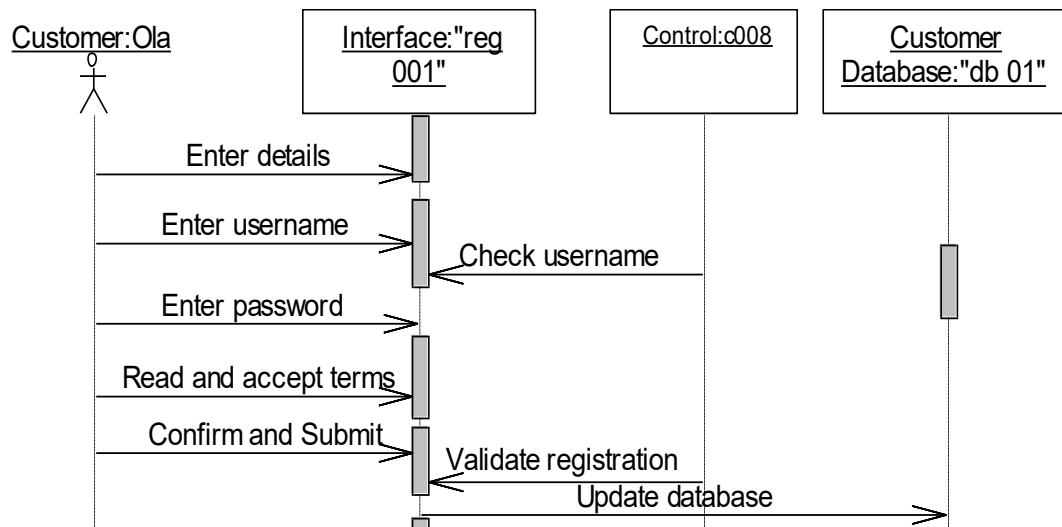 Customer:Ola
Interface:"reg
001"
Control:c008
Customer
Database:"db 01"
Enter details
Enter username
Check username
Enter password
Read and accept terms
Confirm and Submit
Validate registration
Update database